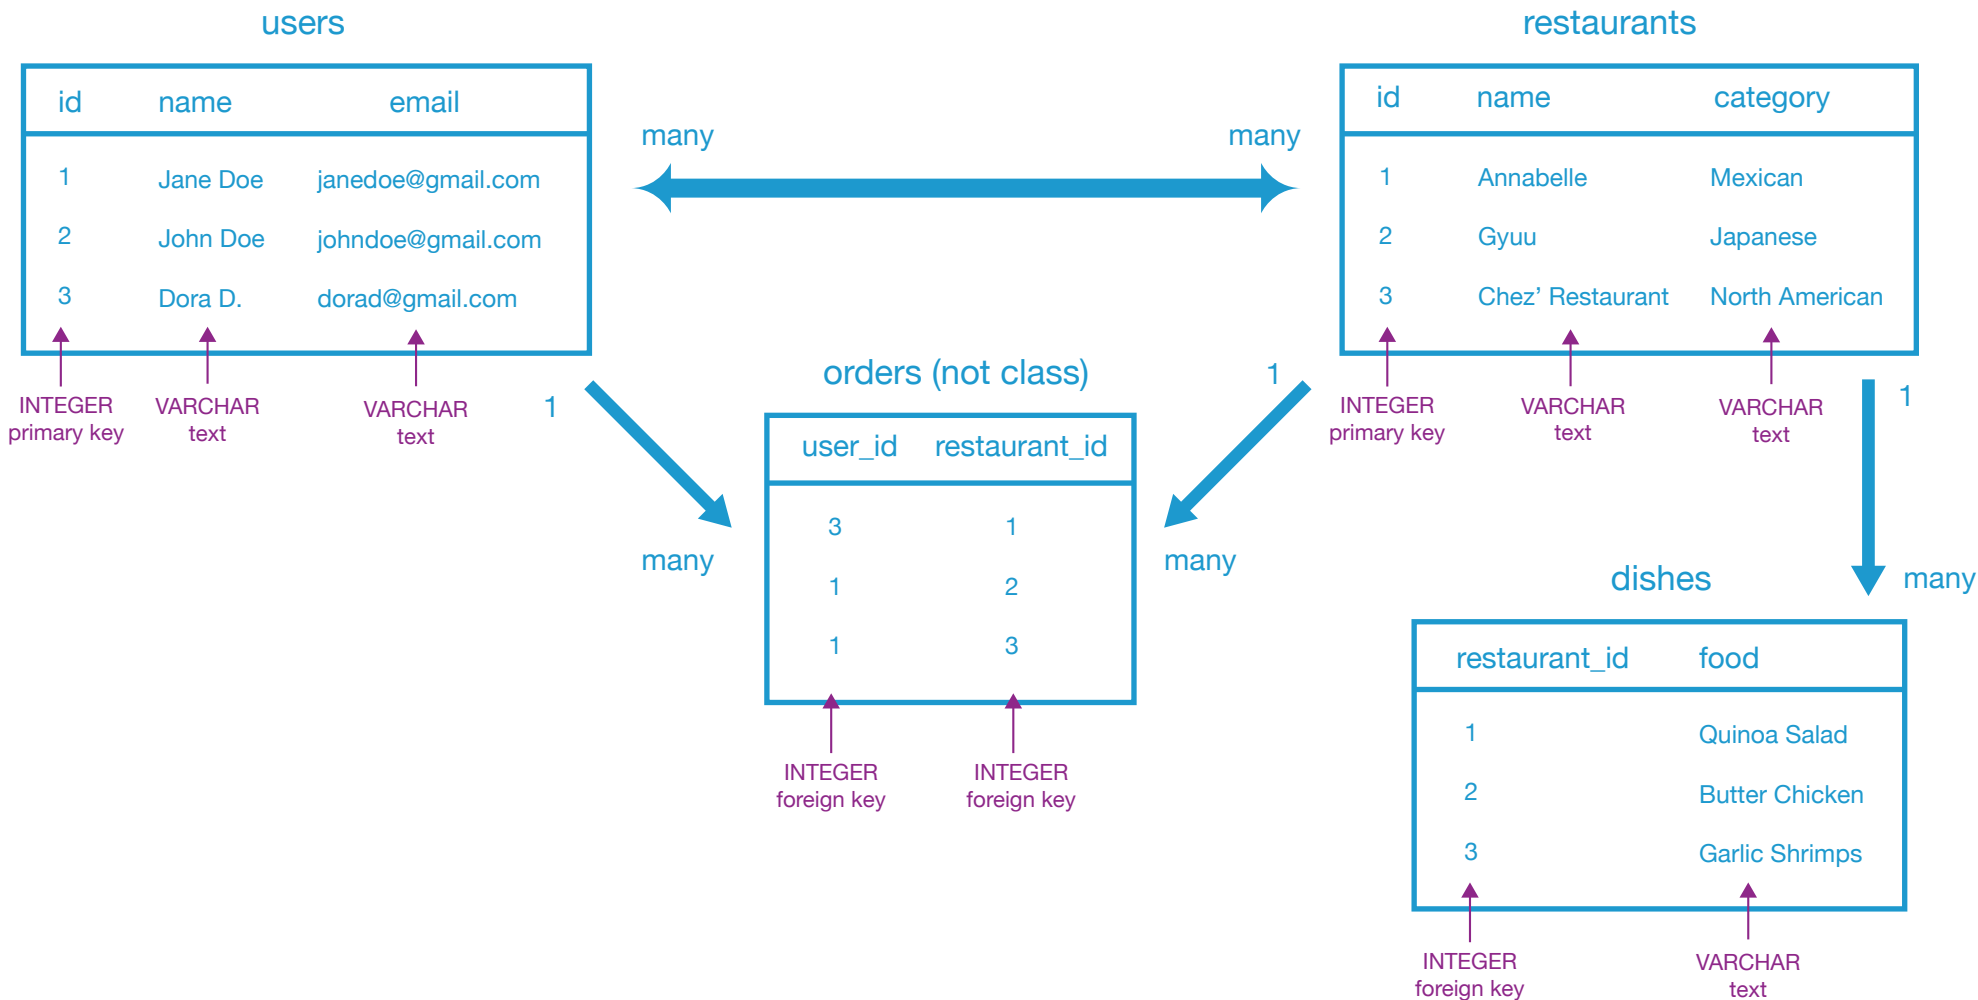 users
id name email
1 Jane Doe janedoe@gmail.com
2 John Doe johndoe@gmail.com
3 Dora D. dorad@gmail.com
INTEGER
primary key
VARCHAR
text
VARCHAR
text
many
many
restaurants
id name category
1 Annabelle Mexican
2 Gyuu Japanese
3 Chez’ Restaurant North American
INTEGER
primary key
VARCHAR
text
VARCHAR
text
1
many
1
many
1
many
orders (not class)
user_id restaurant_id
3 1
1 2
1 3
INTEGER
foreign key
INTEGER
foreign key
dishes
restaurant_id food
1 Quinoa Salad
2 Butter Chicken
3 Garlic Shrimps
INTEGER
foreign key
VARCHAR
text